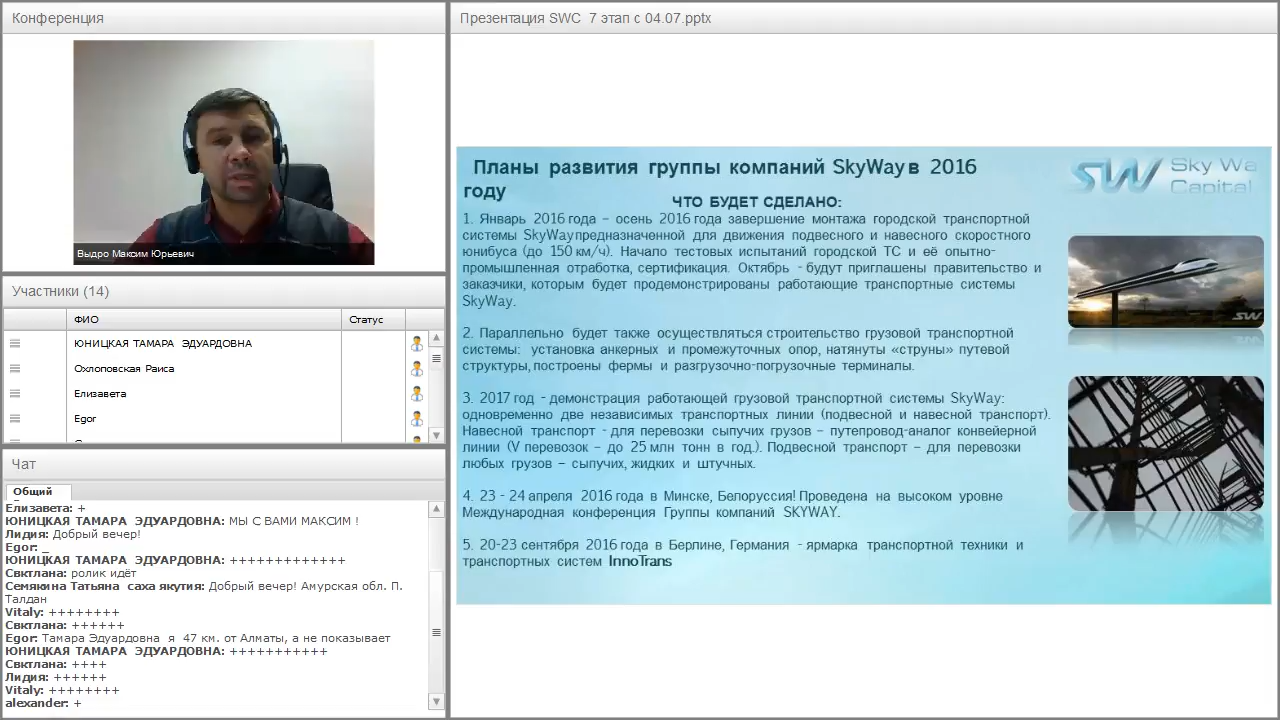 Конференция
Выдро Максим Юрьевич
Участники (14)
ФИО
Статус
ЮНИЦКАЯ ТАМАРА ЭДУАРДОВНА
Охлоповская Раиса
Елизавета
Egor
Чат
Общий
Елизавета: +
ЮНИЦКАЯ ТАМАРА ЭДУАРДОВНА: МЫ С ВАМИ МАКСИМ !
Лидия: Добрый вечер!
Egor: _
ЮНИЦКАЯ ТАМАРА ЭДУАРДОВНА: +++++++++++++
Свктлана: ролик идёт
Семякина Татьяна саха якутия: Добрый вечер! Амурская обл. П.
Талдан
Vitaly: ++++++++
Свктлана: ++++++
Egor: Тамара Эдуардовна я 47 км. от Алматы, а не показывает
ЮНИЦКАЯ ТАМАРА ЭДУАРДОВНА: +++++++++++
Свктлана: ++++
Лидия: ++++++
Vitaly: ++++++++
alexander: +
Презентация SWC 7 этап с 04.07.pptx
Планы развития группы компаний SkyWay в 2016
году
ЧТО БУДЕТ СДЕЛАНО:
1. Январь 2016 года – осень 2016 года завершение монтажа городской транспортной
системы SkyWay предназначенной для движения подвесного и навесного скоростного
юнибуса (до 150 км/ч). Начало тестовых испытаний городской ТС и её опытно-
промышленная отработка, сертификация. Октябрь - будут приглашены правительство и
заказчики, которым будет продемонстрированы работающие транспортные системы
SkyWay.
2. Параллельно будет также осуществляться строительство грузовой транспортной
системы: установка анкерных и промежуточных опор, натянуты «струны» путевой
структуры, построены фермы и разгрузочно-погрузочные терминалы.
3. 2017 год - демонстрация работающей грузовой транспортной системы SkyWay:
одновременно две независимых транспортных линии (подвесной и навесной транспорт).
Навесной транспорт - для перевозки сыпучих грузов – путепровод-аналог конвейерной
линии (V перевозок – до 25 млн тонн в год.). Подвесной транспорт – для перевозки
любых грузов – сыпучих, жидких и штучных.
4. 23 - 24 апреля 2016 года в Минске, Белоруссия! Проведена на высоком уровне
Международная конференция Группы компаний SKYWAY.
5. 20-23 сентября 2016 года в Берлине, Германия - ярмарка транспортной техники и
транспортных систем InnoTrans
SW Sky Wa
Capital
SW